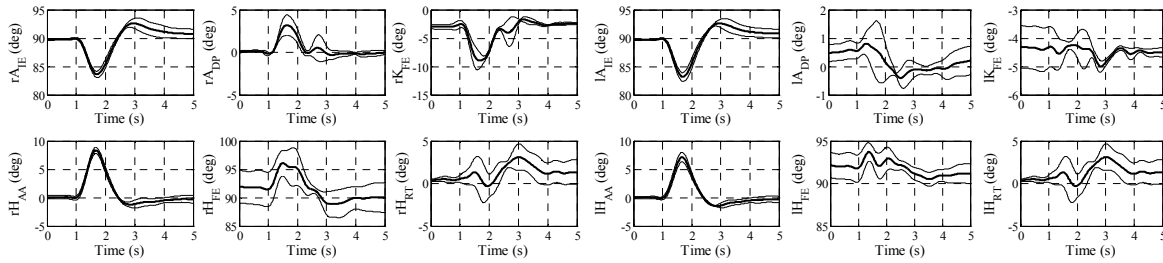 95
90
85
80
rA_IE (deg)
0 1 2 3 4 5
Time (s)
5
0
-5
rA_DP (deg)
0 1 2 3 4 5
Time (s)
0
-5
-10
-15
rK_FE (deg)
0 1 2 3 4 5
Time (s)
95
90
85
80
lA_IE (deg)
0 1 2 3 4 5
Time (s)
2
1
0
-1
lA_DP (deg)
0 1 2 3 4 5
Time (s)
-3
-4
-5
-6
lK_FE (deg)
0 1 2 3 4 5
Time (s)
10
5
0
-5
rH_AA (deg)
0 1 2 3 4 5
Time (s)
100
95
90
85
rH_FE (deg)
0 1 2 3 4 5
Time (s)
5
0
-5
rH_RT (deg)
0 1 2 3 4 5
Time (s)
10
5
0
-5
lH_AA (deg)
0 1 2 3 4 5
Time (s)
95
90
85
lH_FE (deg)
0 1 2 3 4 5
Time (s)
5
0
-5
lH_RT (deg)
0 1 2 3 4 5
Time (s)